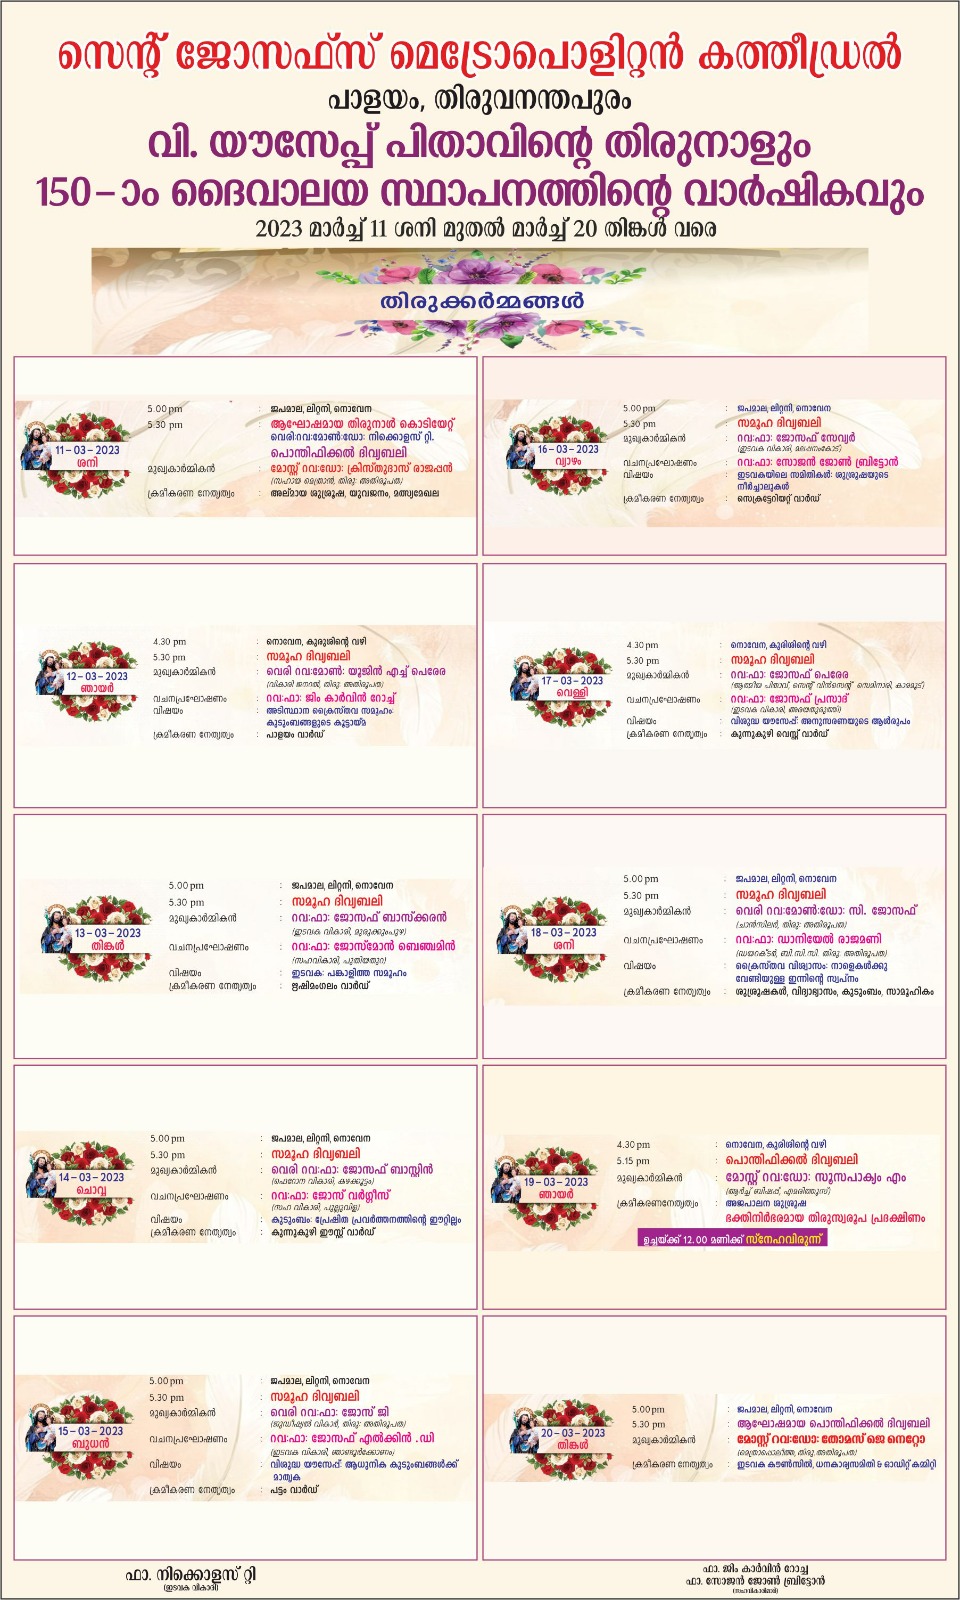 സെന്റ് ജോസഫ്സ് മെട്രോപൊളിറ്റൻ കത്തീഡ്രൽ
പാളയം, തിരുവനന്തപുരം
വി. യൗസേപ്പ് പിതാവിന്റെ തിരുനാളും
150-ാം ദൈവാലയ സ്ഥാപനത്തിന്റെ വാർഷികവും
2023 മാർച്ച് 11 ശനി മുതൽ മാർച്ച് 20 തിങ്കൾ വരെ
തിരുക്കർമ്മങ്ങൾ
11-03-2023
ശനി
5.00 pm : ജപമാല, ലിറ്റനി, നൊവേന
5.30 pm : ആഘോഷമായ തിരുനാൾ കൊടിയേറ്റ്
വെരി:റവ:മോൺ:ഡോ: നിക്കൊളസ് റ്റി.
പൊന്തിഫിക്കൽ ദിവ്യബലി
മുഖ്യകാർമ്മികൻ : മോസ്റ്റ് റവ:ഡോ: ക്രിസ്തുദാസ് രാജപ്പൻ
(സഹായ മെത്രാൻ, തിരു: അതിരൂപത)
ക്രമീകരണ നേതൃത്വം : അല്മായ ശുശ്രൂഷ, യുവജനം, മത്സ്യമേഖല
12-03-2023
ഞായർ
4.30 pm : നൊവേന, കുരുശിന്റെ വഴി
5.30 pm : സമൂഹ ദിവ്യബലി
മുഖ്യകാർമ്മികൻ : വെരി റവ:മോൺ: യൂജിൻ എച്ച് പെരേര
(വികാരി ജനറൽ, തിരു: അതിരൂപത)
വചനപ്രഘോഷണം : റവ:ഫാ: ജിം കാർവിൻ റോച്ച്
വിഷയം : അടിസ്ഥാന ക്രൈസ്തവ സമൂഹം:
കുടുംബങ്ങളുടെ കൂട്ടായ്മ
ക്രമീകരണ നേതൃത്വം : പാളയം വാർഡ്
13-03-2023
തിങ്കൾ
5.00 pm : ജപമാല, ലിറ്റനി, നൊവേന
5.30 pm : സമൂഹ ദിവ്യബലി
മുഖ്യകാർമ്മികൻ : റവ:ഫാ: ജോസഫ് ബാസ്ക്കരൻ
(ഇടവക വികാരി, മുരുക്കുംപുഴ)
വചനപ്രഘോഷണം : റവ:ഫാ: ജോസ്മോൻ ബെഞ്ചമിൻ
(സഹവികാരി, പുതിയതുറ)
വിഷയം : ഇടവക: പങ്കാളിത്ത സമൂഹം
ക്രമീകരണ നേതൃത്വം : ഋഷിമംഗലം വാർഡ്
14-03-2023
ചൊവ്വ
5.00 pm : ജപമാല, ലിറ്റനി, നൊവേന
5.30 pm : സമൂഹ ദിവ്യബലി
മുഖ്യകാർമ്മികൻ : വെരി റവ:ഫാ: ജോസഫ് ബാസ്റ്റിൻ
(ഫെറോന വികാരി, കഴക്കൂട്ടം)
വചനപ്രഘോഷണം : റവ:ഫാ: ജോസ് വർഗ്ഗീസ്
(സഹ വികാരി, പുല്ലുവിള)
വിഷയം : കുടുംബം: പ്രേഷിത പ്രവർത്തനത്തിന്റെ ഈറ്റില്ലം
ക്രമീകരണ നേതൃത്വം : കുന്നുകുഴി ഈസ്റ്റ് വാർഡ്
15-03-2023
ബുധൻ
5.00 pm : ജപമാല, ലിറ്റനി, നൊവേന
5.30 pm : സമൂഹ ദിവ്യബലി
മുഖ്യകാർമ്മികൻ : വെരി റവ:ഫാ: ജോസ് ജി
(ജുഡീഷ്യൽ വികാർ, തിരു: അതിരൂപത)
വചനപ്രഘോഷണം : റവ:ഫാ: ജോസഫ് എൽക്കിൻ .ഡി
(ഇടവക വികാരി, ഞാണ്ടൂർക്കോണം)
വിഷയം : വിശുദ്ധ യൗസേപ്പ്: ആധുനിക കുടുംബങ്ങൾക്ക്
മാതൃക
ക്രമീകരണ നേതൃത്വം : പട്ടം വാർഡ്
16-03-2023
വ്യാഴം
5.00 pm : ജപമാല, ലിറ്റനി, നൊവേന
5.30 pm : സമൂഹ ദിവ്യബലി
മുഖ്യകാർമ്മികൻ : റവ:ഫാ: ജോസഫ് സേവ്യർ
വചനപ്രഘോഷണം : റവ:ഫാ: സോജൻ ജോൺ ബ്രിട്ടോൻ
വിഷയം : ഇടവകയിലെ സമിതികൾ: ശുശ്രൂഷയുടെ
നീർച്ചാലുകൾ
ക്രമീകരണ നേതൃത്വം : സെക്രട്ടേറിയറ്റ് വാർഡ്
17-03-2023
വെള്ളി
4.30 pm : നൊവേന, കുരിശിന്റെ വഴി
5.30 pm : സമൂഹ ദിവ്യബലി
മുഖ്യകാർമ്മികൻ : റവ:ഫാ: ജോസഫ് പെരേര
(ആത്മീയ പിതാവ്, സെന്റ് വിൻസെന്റ് സെമിനാരി, കാരമൂട്)
വചനപ്രഘോഷണം : റവ:ഫാ: ജോസഫ് പ്രസാദ്
വിഷയം : വിശുദ്ധ യൗസേപ്പ്: അനുസരണയുടെ ആൾരൂപം
ക്രമീകരണ നേതൃത്വം : കുന്നുകുഴി വെസ്റ്റ് വാർഡ്
18-03-2023
ശനി
5.00 pm : ജപമാല, ലിറ്റനി, നൊവേന
5.30 pm : സമൂഹ ദിവ്യബലി
മുഖ്യകാർമ്മികൻ : വെരി റവ:മോൺ:ഡോ: സി. ജോസഫ്
(ചാൻസിലർ, തിരു: അതിരൂപത)
വചനപ്രഘോഷണം : റവ:ഫാ: ഡാനിയേൽ രാജമണി
(ഡയറക്ടർ, ബി.സി.സി. തിരു: അതിരൂപത)
വിഷയം : ക്രൈസ്തവ വിശ്വാസം: നാളെകൾക്കു
വേണ്ടിയുള്ള ഇന്നിന്റെ സ്വപ്നം
ക്രമീകരണ നേതൃത്വം : ശുശ്രൂഷകൾ, വിദ്യാഭ്യാസം, കുടുംബം, സാമൂഹികം
19-03-2023
ഞായർ
4.30 pm : നൊവേന, കുരിശിന്റെ വഴി
5.15 pm : പൊന്തിഫിക്കൽ ദിവ്യബലി
മുഖ്യകാർമ്മികൻ : മോസ്റ്റ് റവ:ഡോ: സൂസപാക്യം എം
(ആർച്ച് ബിഷപ്പ്, എമരിത്തൂസ്)
ക്രമീകരണനേതൃത്വം : അജപാലന ശുശ്രൂഷ
ഭക്തിനിർഭരമായ തിരുസ്വരൂപ പ്രദക്ഷിണം
ഉച്ചയ്ക്ക് 12.00 മണിക്ക് സ്നേഹവിരുന്ന്
20-03-2023
തിങ്കൾ
5.00 pm : ജപമാല, ലിറ്റനി, നൊവേന
5.30 pm : ആഘോഷമായ പൊന്തിഫിക്കൽ ദിവ്യബലി
മുഖ്യകാർമ്മികൻ : മോസ്റ്റ് റവ:ഡോ: തോമസ് ജെ നെറ്റോ
(മെത്രാപ്പൊലീത്ത, തിരു. അതിരൂപത)
ക്രമീകരണ നേതൃത്വം : ഇടവക കൗൺസിൽ, ധനകാര്യസമിതി & ഓഡിറ്റ് കമ്മിറ്റി
ഫാ. നിക്കൊളസ് റ്റി
(ഇടവക വികാരി)
ഫാ. ജിം കാർവിൻ റോച്ച
ഫാ. സോജൻ ജോൺ ബ്രിട്ടോൻ
(സഹവികാരിമാർ)